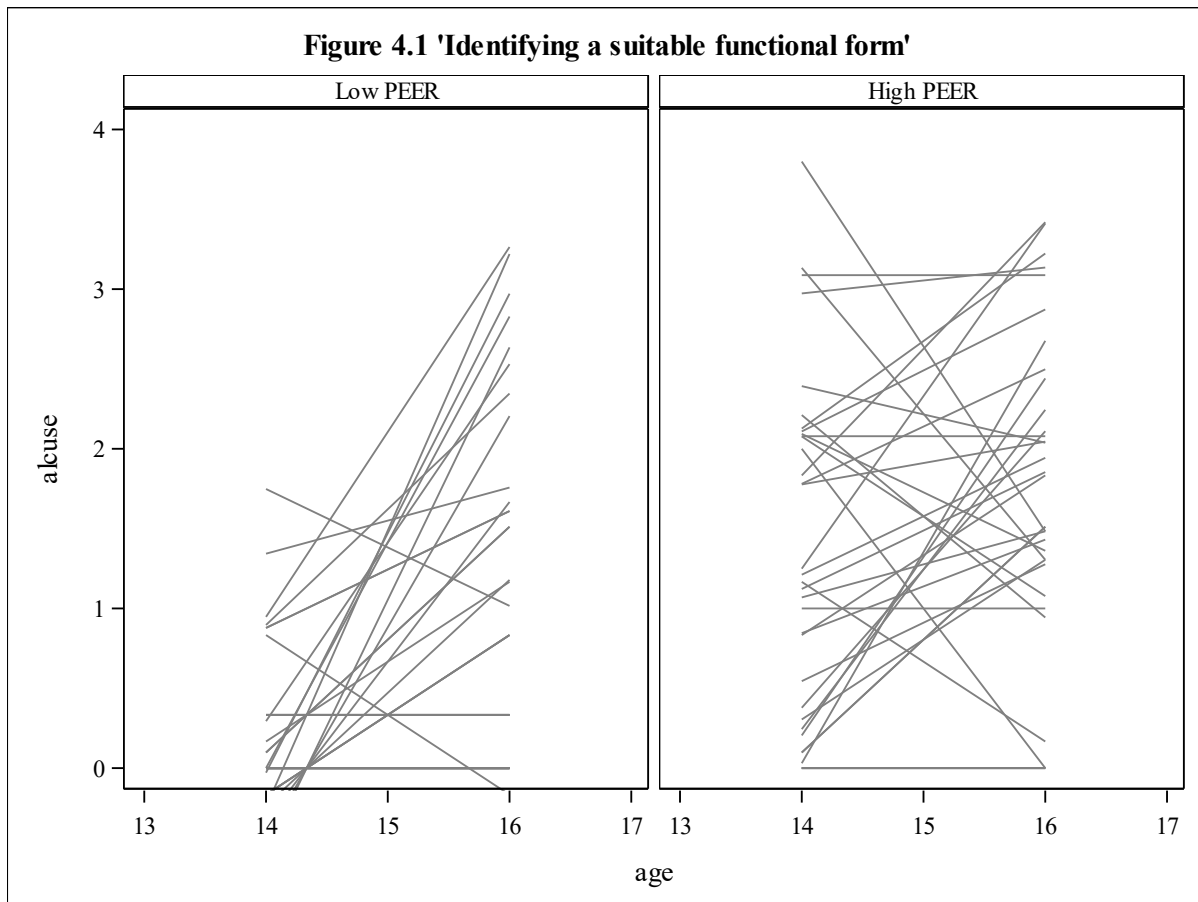 Figure 4.1 'Identifying a suitable functional form'
Low PEER
High PEER
4
3
2
1
0
alcuse
13 14 15 16 17
13 14 15 16 17
age